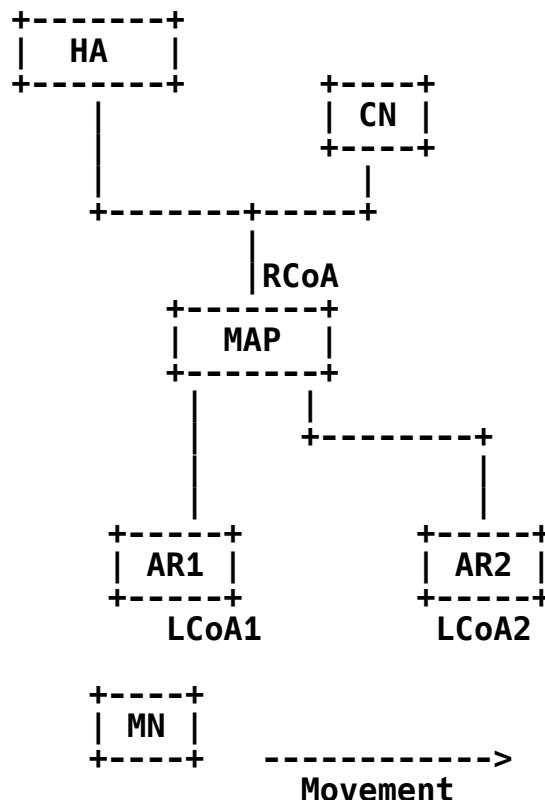 HA
CN
RCoA
MAP
AR1 AR2
LCoA1 LCoA2
MN
Movement